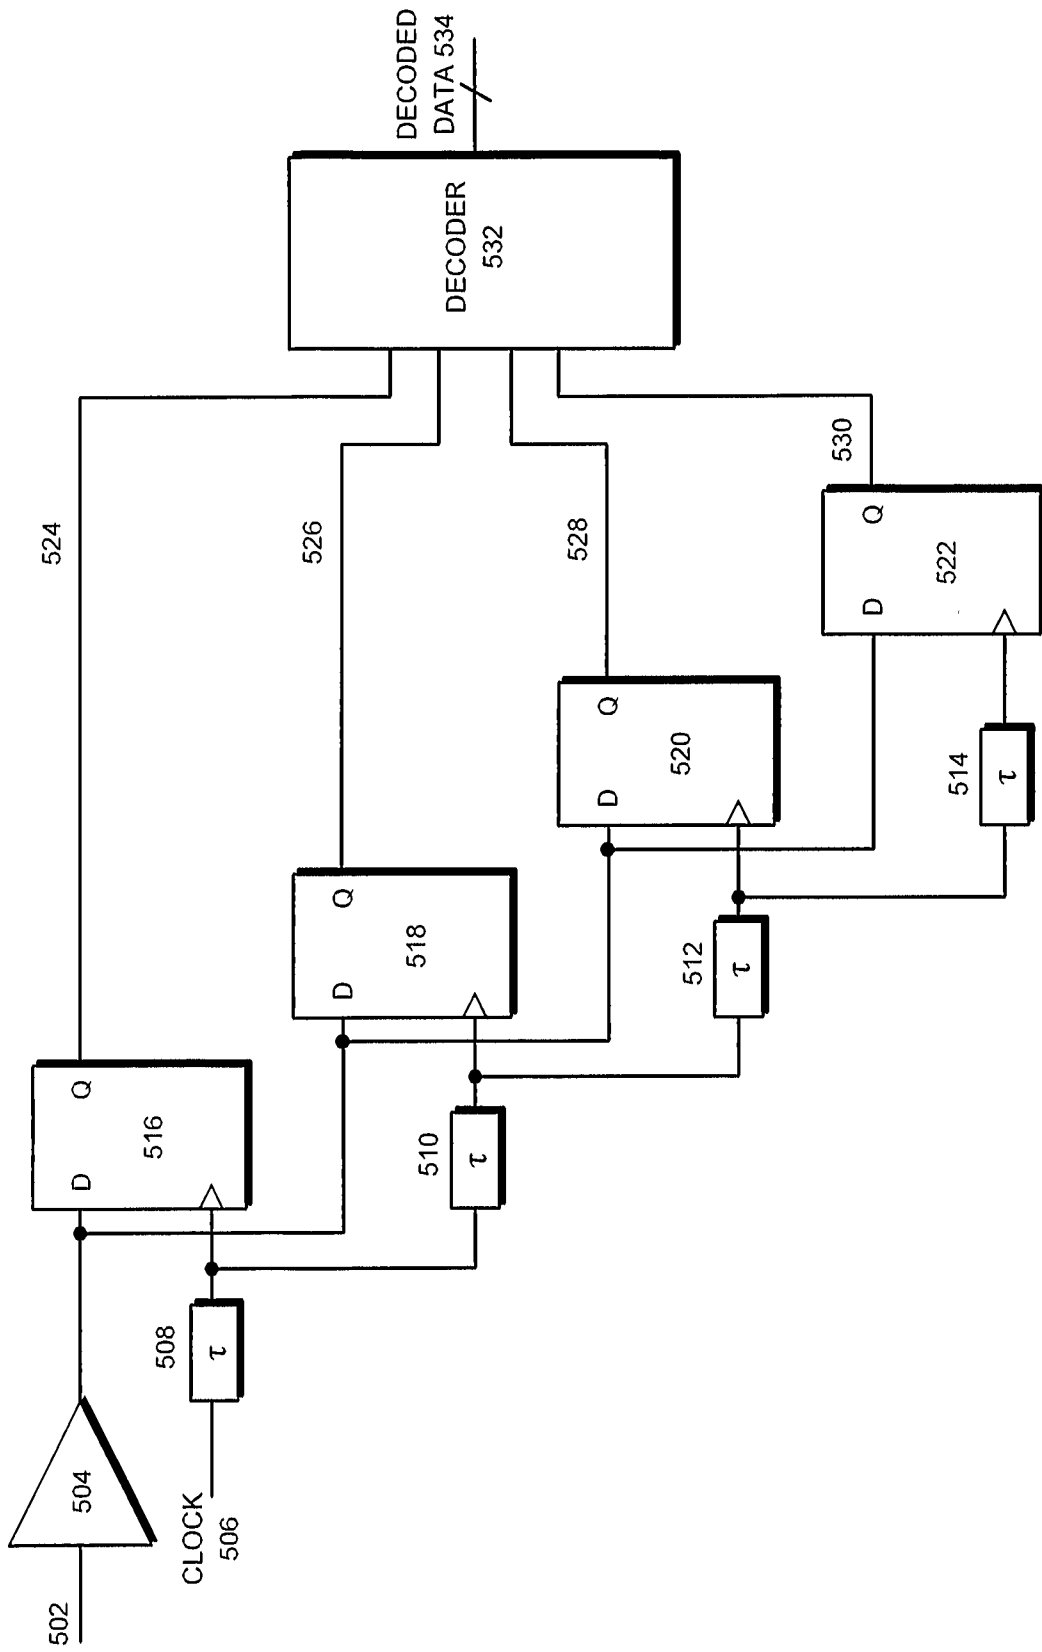 502
504
CLOCK
506
508
τ
D
Q
516
524
510
τ
D
Q
518
526
512
τ
D
Q
520
528
514
τ
D
Q
522
530
DECODER
532
DECODED
DATA 534